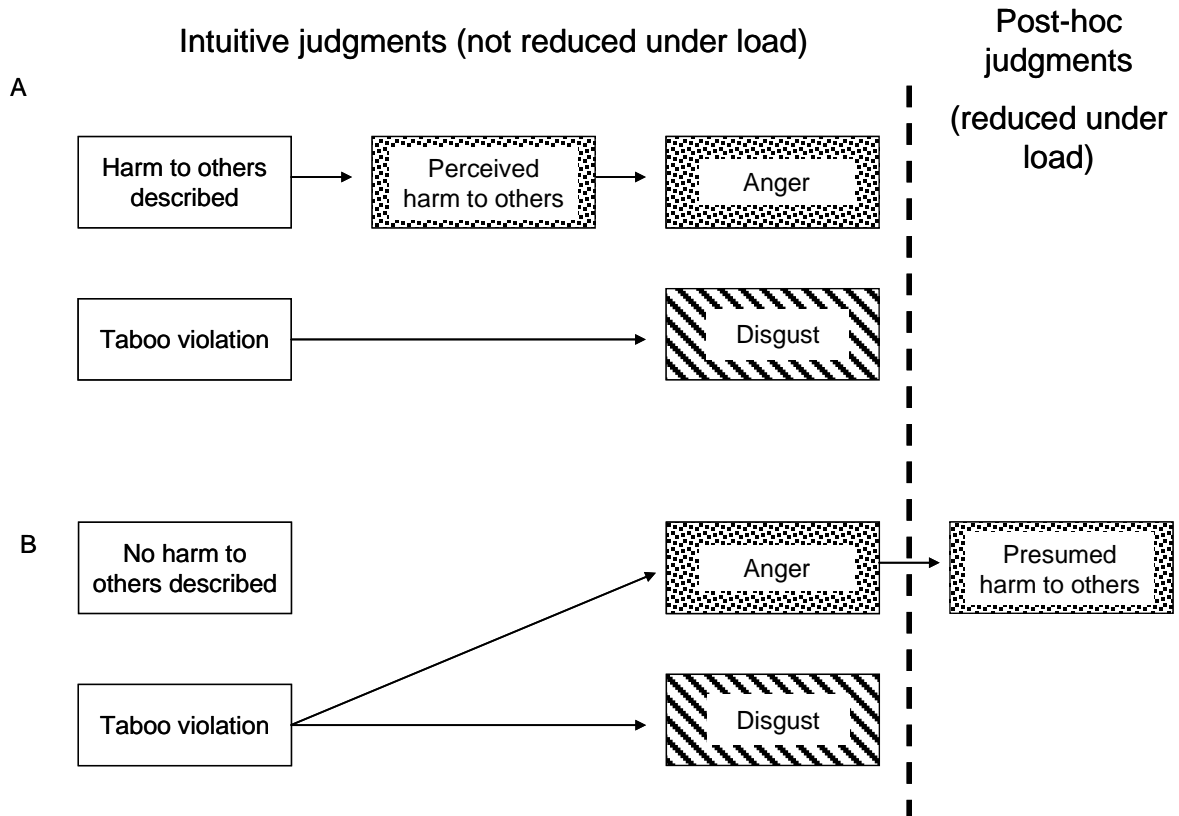 Intuitive judgments (not reduced under load)
Post-hoc
judgments
(reduced under
load)
A
Harm to others
described
Perceived
harm to others
Anger
Taboo violation
Disgust
B
No harm to
others described
Anger
Presumed
harm to others
Taboo violation
Disgust